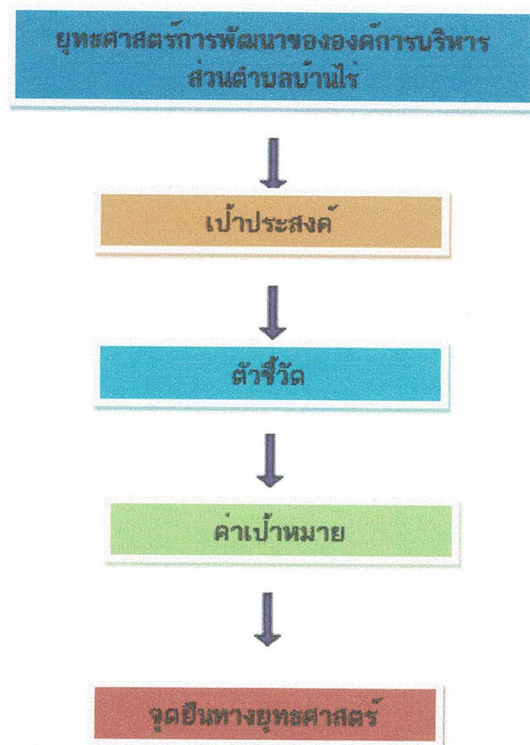 ยุทธศาสตร์การพัฒนาขององค์การบริหาร
ส่วนตำบลบ้านไร่
เป้าประสงค์
ตัวชี้วัด
ค่าเป้าหมาย
จุดยืนทางยุทธศาสตร์